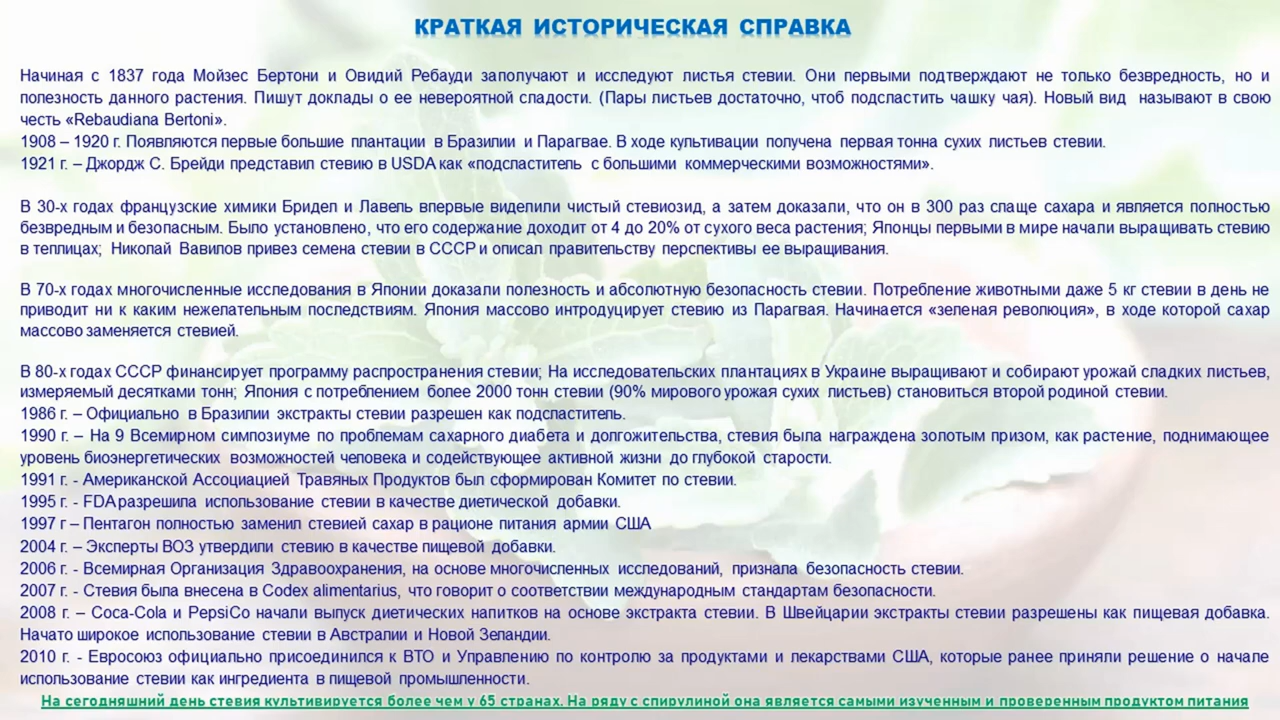 КРАТКАЯ ИСТОРИЧЕСКАЯ СПРАВКА
Начиная с 1837 года Мойзес Бертони и Овидий Ребауди заполучают и исследуют листья стевии. Они первыми подтверждают не только безвредность, но и
полезность данного растения. Пишут доклады о ее невероятной сладости. (Пары листьев достаточно, чтоб подсластить чашку чая). Новый вид называют в свою
честь «Rebaudiana Bertoni».
1908 – 1920 г. Появляются первые большие плантации в Бразилии и Парагвае. В ходе культивации получена первая тонна сухих листьев стевии.
1921 г. – Джордж С. Брейди представил стевию в USDA как «подсластитель с большими коммерческими возможностями».
В 30-х годах французские химики Бридел и Лавель впервые виделили чистый стевиозид, а затем доказали, что он в 300 раз слаще сахара и является полностью
безвредным и безопасным. Было установлено, что его содержание доходит от 4 до 20% от сухого веса растения; Японцы первыми в мире начали выращивать стевию
в теплицах; Николай Вавилов привез семена стевии в СССР и описал правительству перспективы ее выращивания.
В 70-х годах многочисленные исследования в Японии доказали полезность и абсолютную безопасность стевии. Потребление животными даже 5 кг стевии в день не
приводит ни к каким нежелательным последствиям. Япония массово интродуцирует стевию из Парагвая. Начинается «зеленая революция», в ходе которой сахар
массово заменяется стевией.
В 80-х годах СССР финансирует программу распространения стевии; На исследовательских плантациях в Украине выращивают и собирают урожай сладких листьев,
измеряемый десятками тонн; Япония с потреблением более 2000 тонн стевии (90% мирового урожая сухих листьев) становиться второй родиной стевии.
1986 г. – Официально в Бразилии экстракты стевии разрешен как подсластитель.
1990 г. – На 9 Всемирном симпозиуме по проблемам сахарного диабета и долгожительства, стевия была награждена золотым призом, как растение, поднимающее
уровень биоэнергетических возможностей человека и содействующее активной жизни до глубокой старости.
1991 г. - Американской Ассоциацией Травяных Продуктов был сформирован Комитет по стевии.
1995 г. - FDA разрешила использование стевии в качестве диетической добавки.
1997 г – Пентагон полностью заменил стевией сахар в рационе питания армии США
2004 г. – Эксперты ВОЗ утвердили стевию в качестве пищевой добавки.
2006 г. - Всемирная Организация Здравоохранения, на основе многочисленных исследований, признала безопасность стевии.
2007 г. - Стевия была внесена в Codex alimentarius, что говорит о соответствии международным стандартам безопасности.
2008 г. – Coca-Cola и PepsiCo начали выпуск диетических напитков на основе экстракта стевии. В Швейцарии экстракты стевии разрешены как пищевая добавка.
Начато широкое использование стевии в Австралии и Новой Зеландии.
2010 г. - Евросоюз официально присоединился к ВТО и Управлению по контролю за продуктами и лекарствами США, которые ранее приняли решение о начале
использование стевии как ингредиента в пищевой промышленности.
На сегодняшний день стевия культивируется более чем у 65 странах. На ряду с спирулиной она является самыми изученным и проверенным продуктом питания